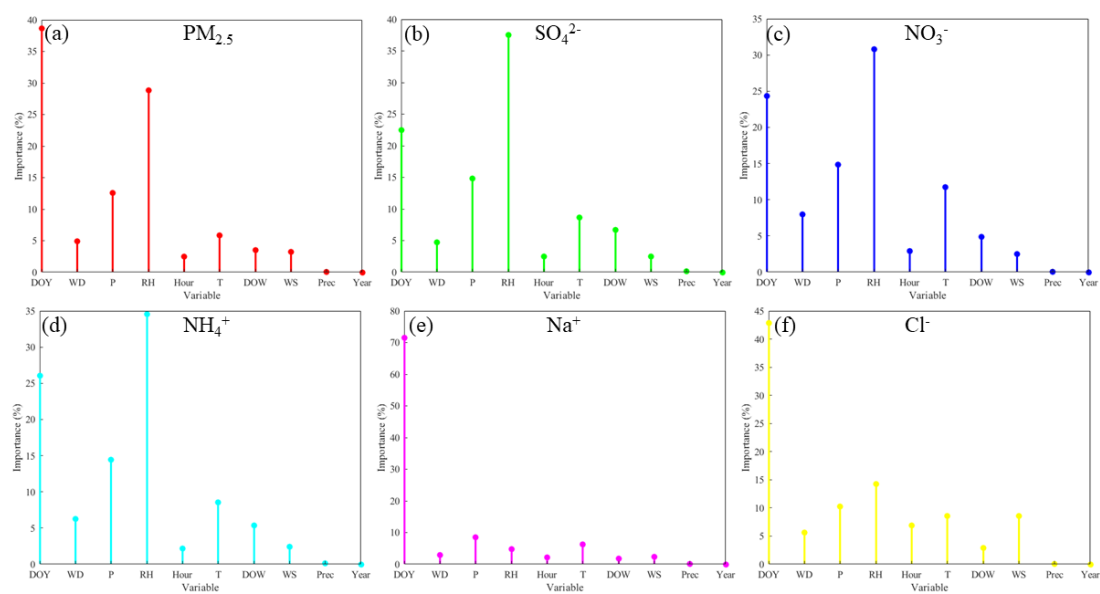 (a) PM2.5
40
35
30
25
20
15
10
5
0
Importance (%)
DOY WD P RH Hour T DOW WS Prec Year
Variable
(b) SO4 2-
40
35
30
25
20
15
10
5
0
Importance (%)
DOY WD P RH Hour T DOW WS Prec Year
Variable
(c) NO3-
35
30
25
20
15
10
5
0
Importance (%)
DOY WD P RH Hour T DOW WS Prec Year
Variable
(d) NH4+
35
30
25
20
15
10
5
0
Importance (%)
DOY WD P RH Hour T DOW WS Prec Year
Variable
(e) Na+
80
70
60
50
40
30
20
10
0
Importance (%)
DOY WD P RH Hour T DOW WS Prec Year
Variable
(f) Cl-
45
40
35
30
25
20
15
10
5
0
Importance (%)
DOY WD P RH Hour T DOW WS Prec Year
Variable